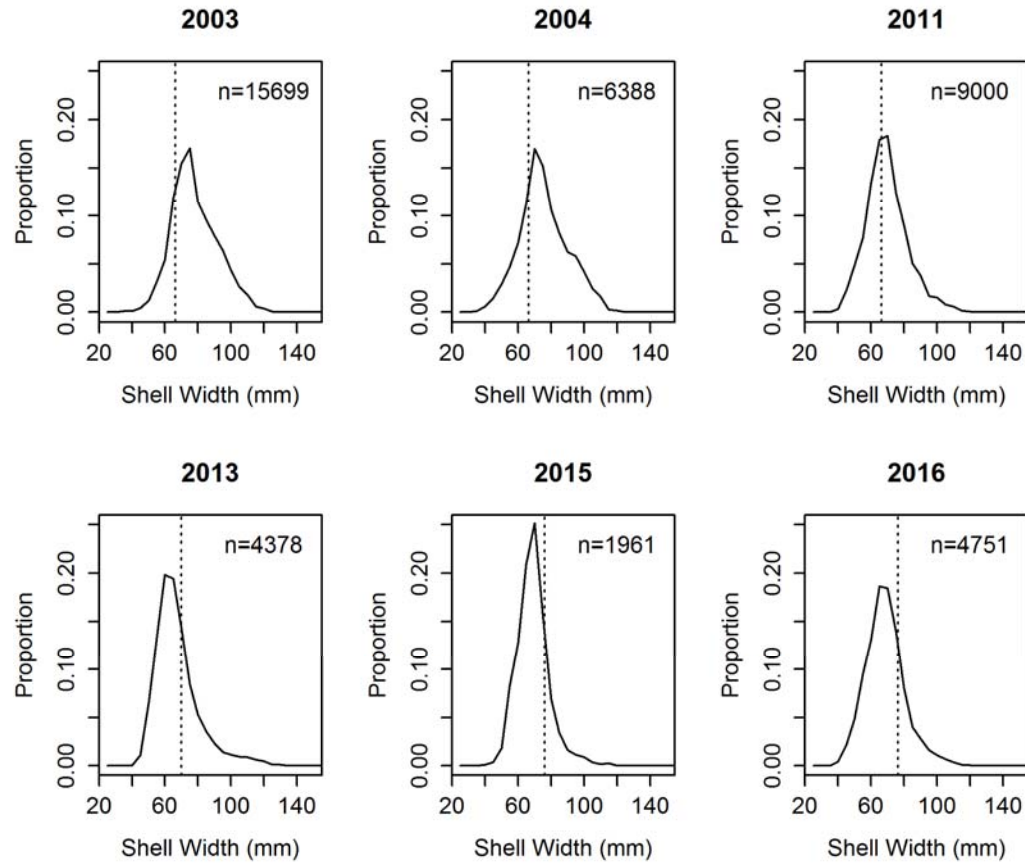 2003
n=15699
Proportion
0.00 0.10 0.20
20 60 100 140
Shell Width (mm)
2004
n=6388
Proportion
0.00 0.10 0.20
20 60 100 140
Shell Width (mm)
2011
n=9000
Proportion
0.00 0.10 0.20
20 60 100 140
Shell Width (mm)
2013
n=4378
Proportion
0.00 0.10 0.20
20 60 100 140
Shell Width (mm)
2015
n=1961
Proportion
0.00 0.10 0.20
20 60 100 140
Shell Width (mm)
2016
n=4751
Proportion
0.00 0.10 0.20
20 60 100 140
Shell Width (mm)